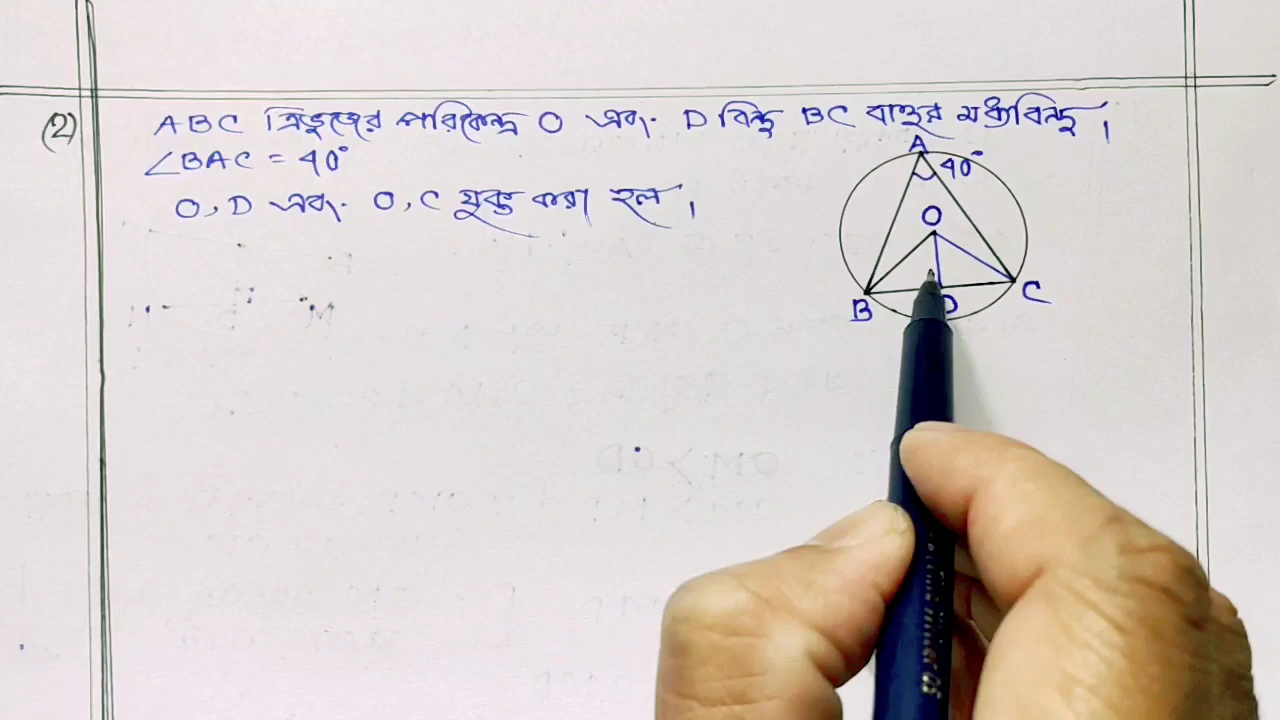 (2) ABC ত্রিভুজের পরিকেন্দ্র O এবং D বিন্দু BC বাহুর মধ্যবিন্দু।
∠BAC = 40°
O, D এবং O, C যুক্ত করা হল।
A
40°
O
B
D
C